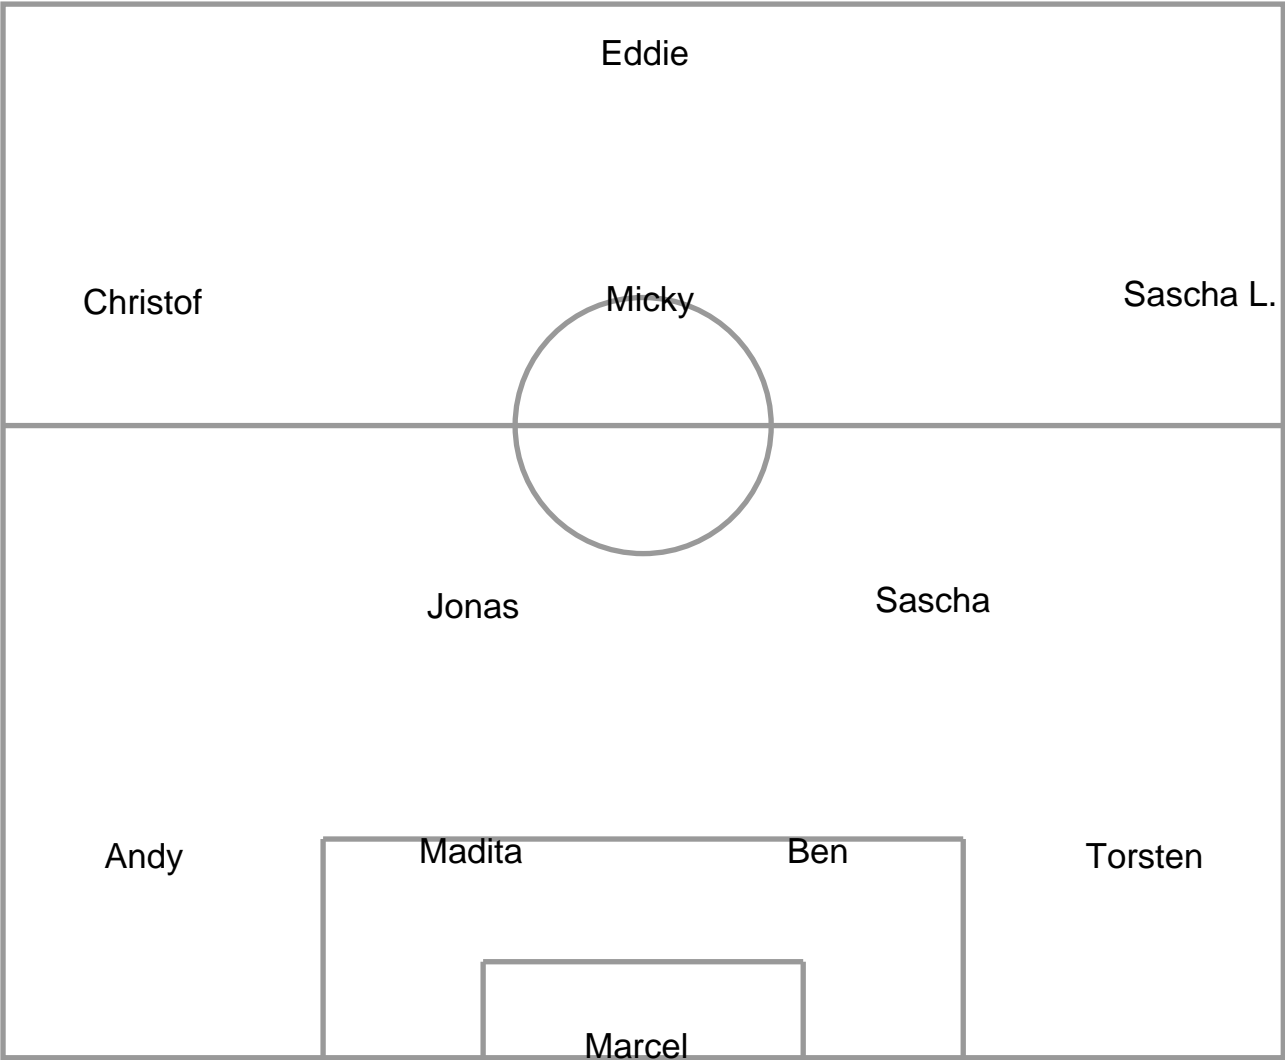 Eddie
Christof Micky Sascha L.
Jonas Sascha
Andy Madita Ben Torsten
Marcel